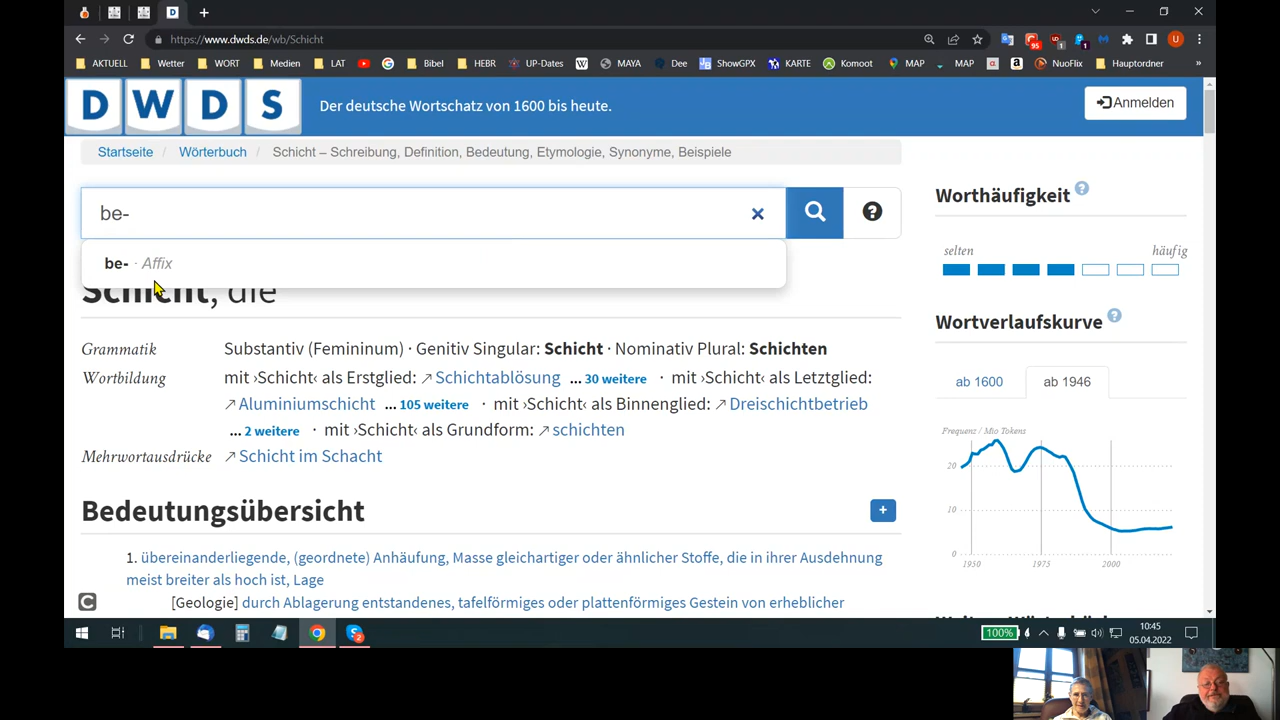 https://www.dwds.de/wb/Schicht
AKTUELL Wetter WORT Medien LAT Bibel HEBR UP-Dates MAYA Dee ShowGPX KARTE Komoot MAP MAP NuoFlix Hauptordner »
D W D S
Der deutsche Wortschatz von 1600 bis heute.
Anmelden
Startseite / Wörterbuch / Schicht – Schreibung, Definition, Bedeutung, Etymologie, Synonyme, Beispiele
be-
be- · Affix
Schicht, die
Grammatik Substantiv (Femininum) · Genitiv Singular: Schicht · Nominativ Plural: Schichten
Wortbildung mit ›Schicht‹ als Erstglied: ↗Schichtablösung ... 30 weitere · mit ›Schicht‹ als Letztglied:
↗Aluminiumschicht ... 105 weitere · mit ›Schicht‹ als Binnenglied: ↗Dreischichtbetrieb
... 2 weitere · mit ›Schicht‹ als Grundform: ↗schichten
Mehrwortausdrücke ↗Schicht im Schacht
Bedeutungsübersicht
+
1. übereinanderliegende, (geordnete) Anhäufung, Masse gleichartiger oder ähnlicher Stoffe, die in ihrer Ausdehnung
meist breiter als hoch ist, Lage
[Geologie] durch Ablagerung entstandenes, tafelförmiges oder plattenförmiges Gestein von erheblicher
Worthäufigkeit ?
selten häufig
Wortverlaufskurve ?
ab 1600 ab 1946
Frequenz / Mio Tokens
20
10
0
1950 1975 2000
100%
10:45
05.04.2022